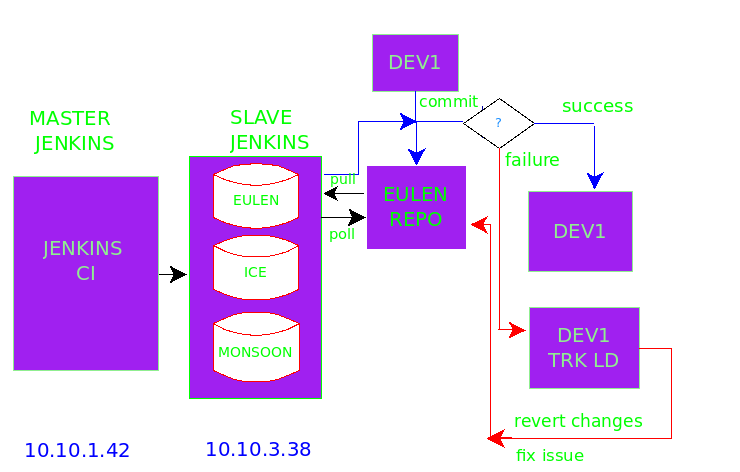 DEV1
commit
?
success
MASTER
JENKINS
SLAVE
JENKINS
failure
pull
EULEN
EULEN
REPO
poll
DEV1
JENKINS
CI
ICE
MONSOON
DEV1
TRK LD
revert changes
fix issue
10.10.1.42
10.10.3.38